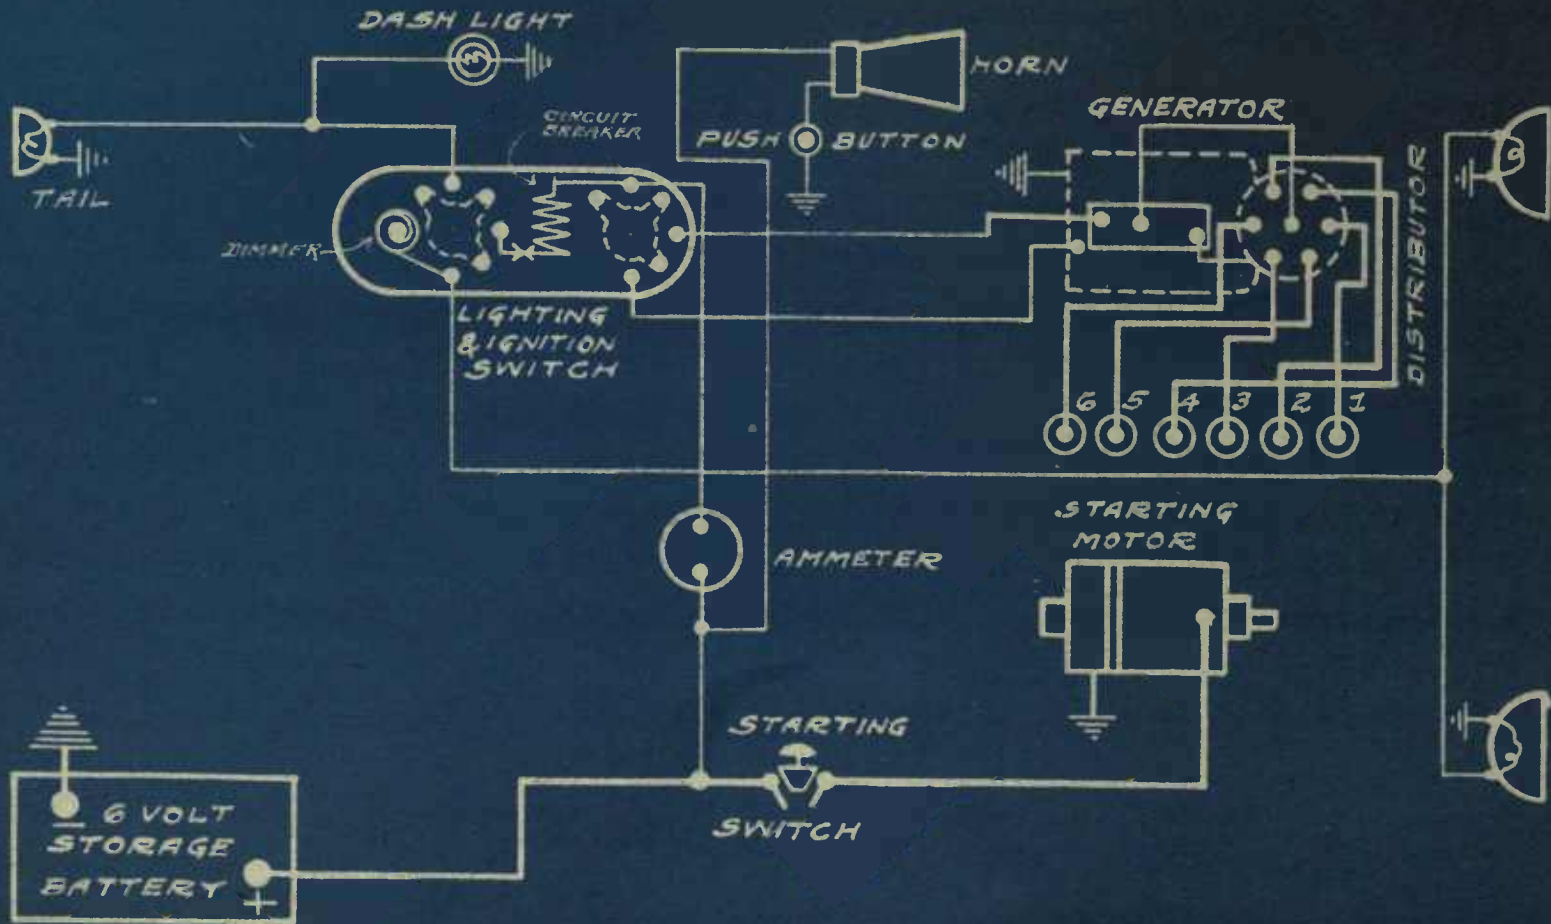 DASH LIGHT
HORN
GENERATOR
CIRCUIT
BREAKER
PUSH BUTTON
TAIL
DISTRIBUTOR
DIMMER
LIGHTING
& IGNITION
SWITCH
6 5 4 3 2 1
STARTING
MOTOR
AMMETER
STARTING
SWITCH
6 VOLT
STORAGE
BATTERY
- +